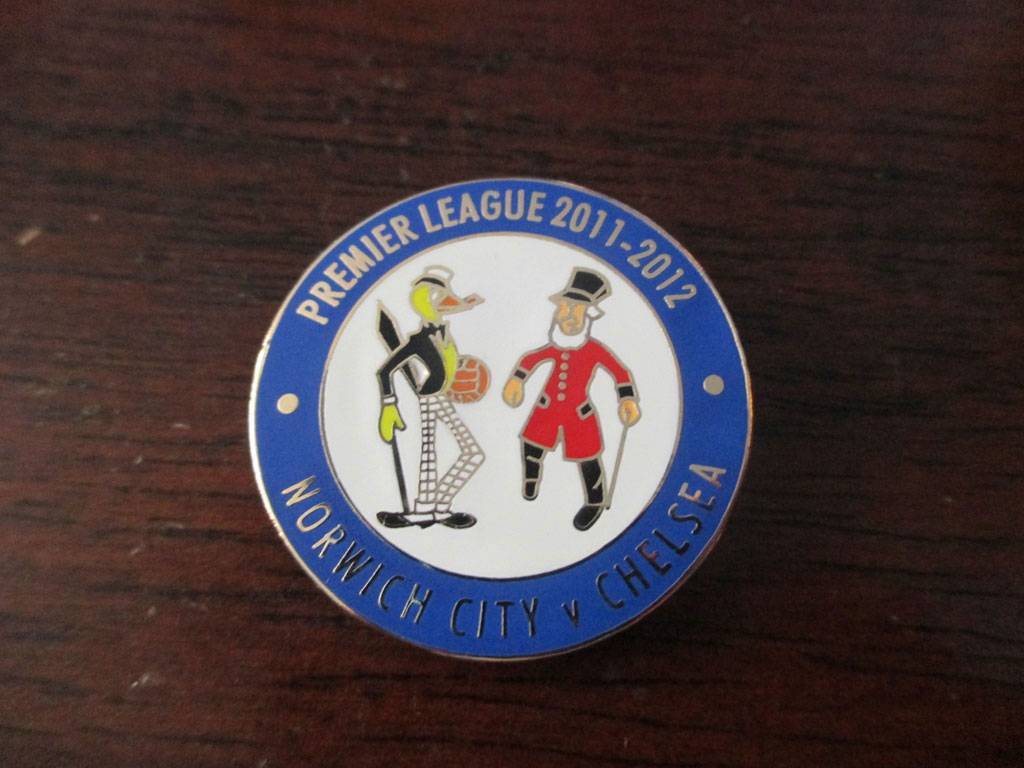 PREMIER LEAGUE 2011-2012
NORWICH CITY v CHELSEA